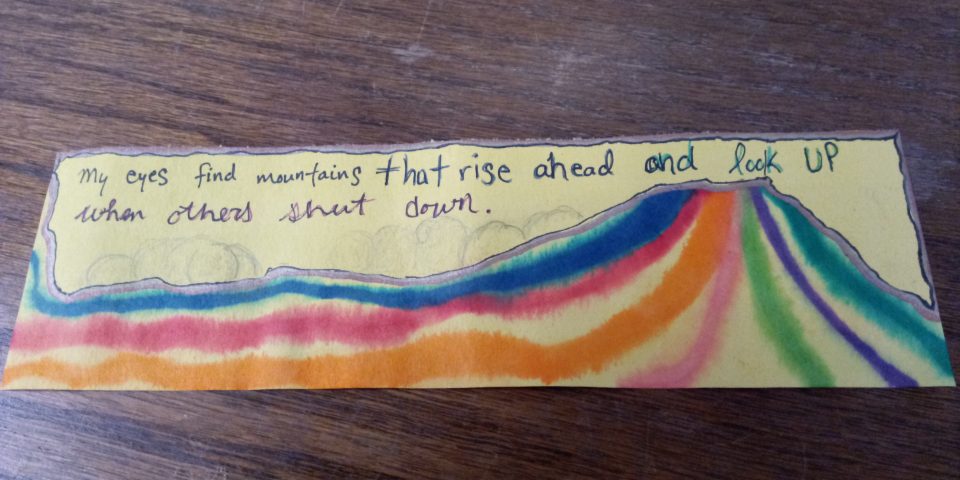 My eyes find mountains that rise ahead and look UP
when others shut down.